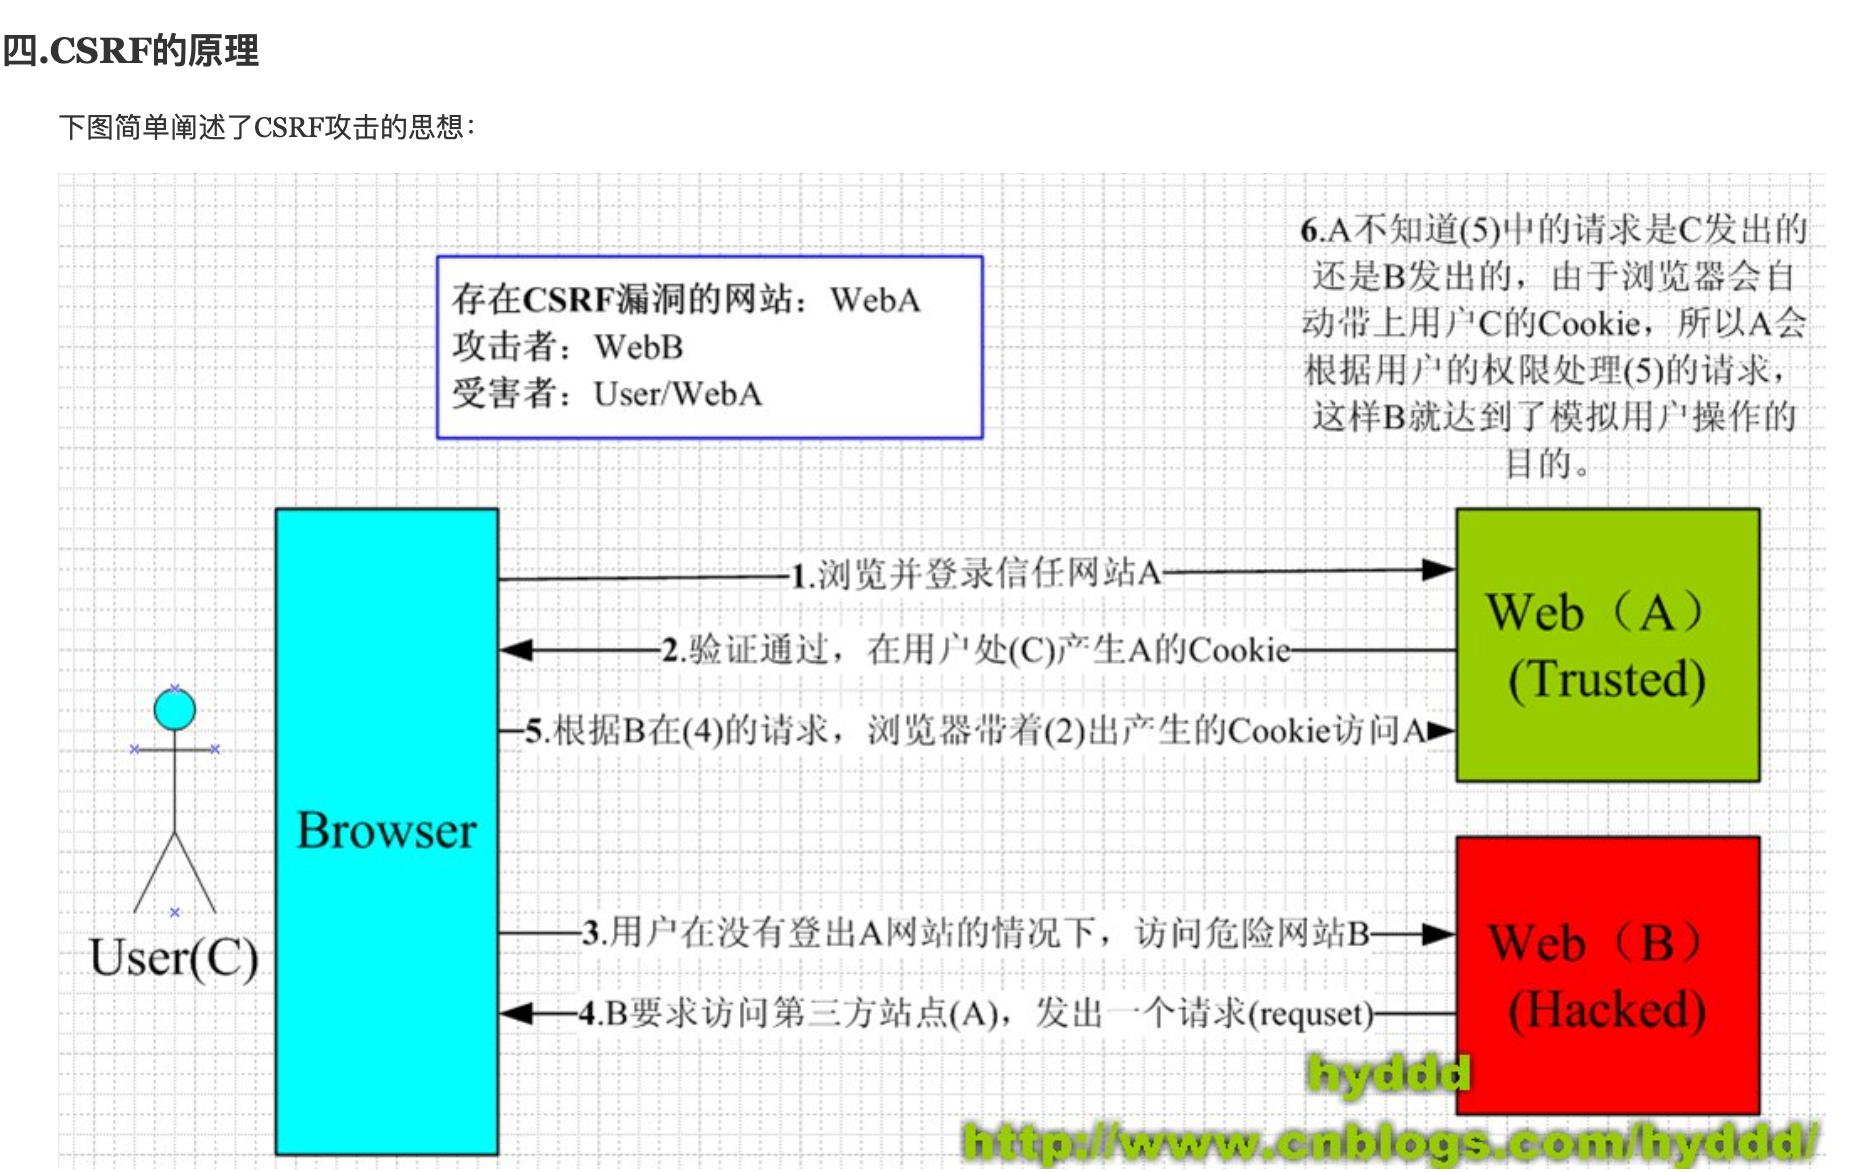 四.CSRF的原理
下图简单阐述了CSRF攻击的思想：
6.A不知道(5)中的请求是C发出的
还是B发出的，由于浏览器会自
动带上用户C的Cookie，所以A会
根据用户的权限处理(5)的请求，
这样B就达到了模拟用户操作的
目的。
存在CSRF漏洞的网站：WebA
攻击者：WebB
受害者：User/WebA
1.浏览并登录信任网站A
2.验证通过，在用户处(C)产生A的Cookie
5.根据B在(4)的请求，浏览器带着(2)出产生的Cookie访问A
Web（A）
(Trusted)
Browser
User(C)
3.用户在没有登出A网站的情况下，访问危险网站B
4.B要求访问第三方站点(A)，发出一个请求(requset)
Web（B）
(Hacked)
hyddd
http://www.cnblogs.com/hyddd/